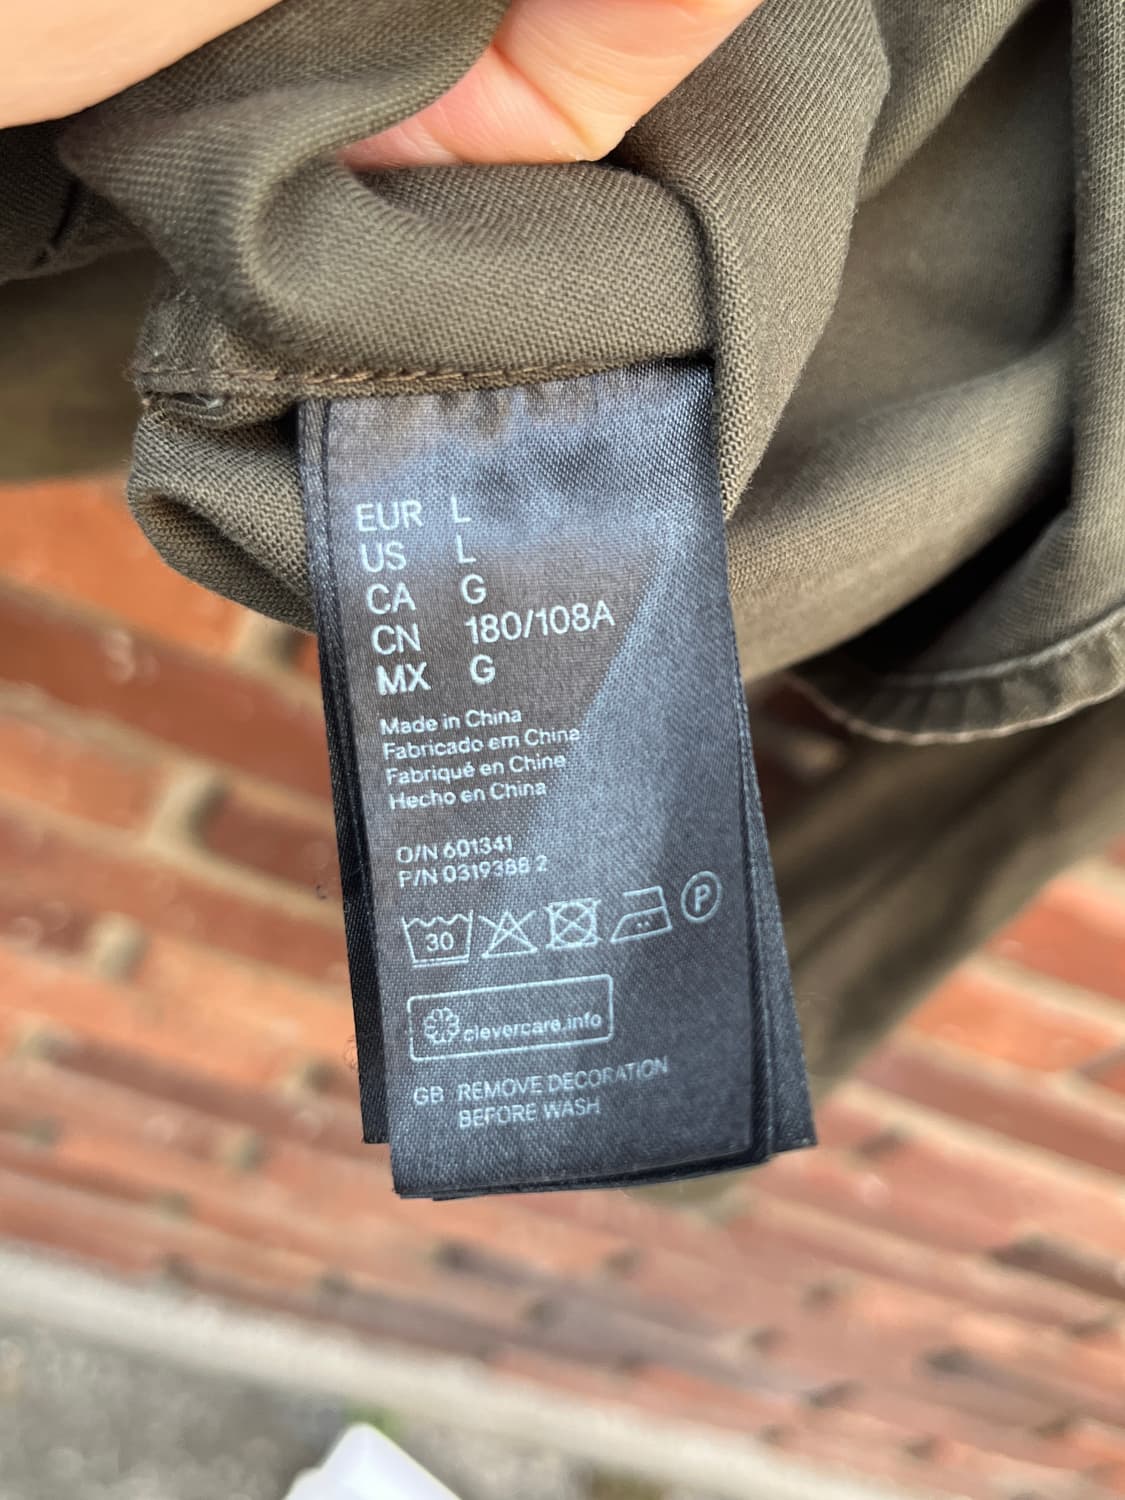 EUR L
US L
CA G
CN 180/108A
MX G
Made in China
Fabricado em China
Fabriqué en Chine
Hecho en China
O/N 601341
P/N 0319388 2
30
P
clevercare.info
GB REMOVE DECORATION
BEFORE WASH